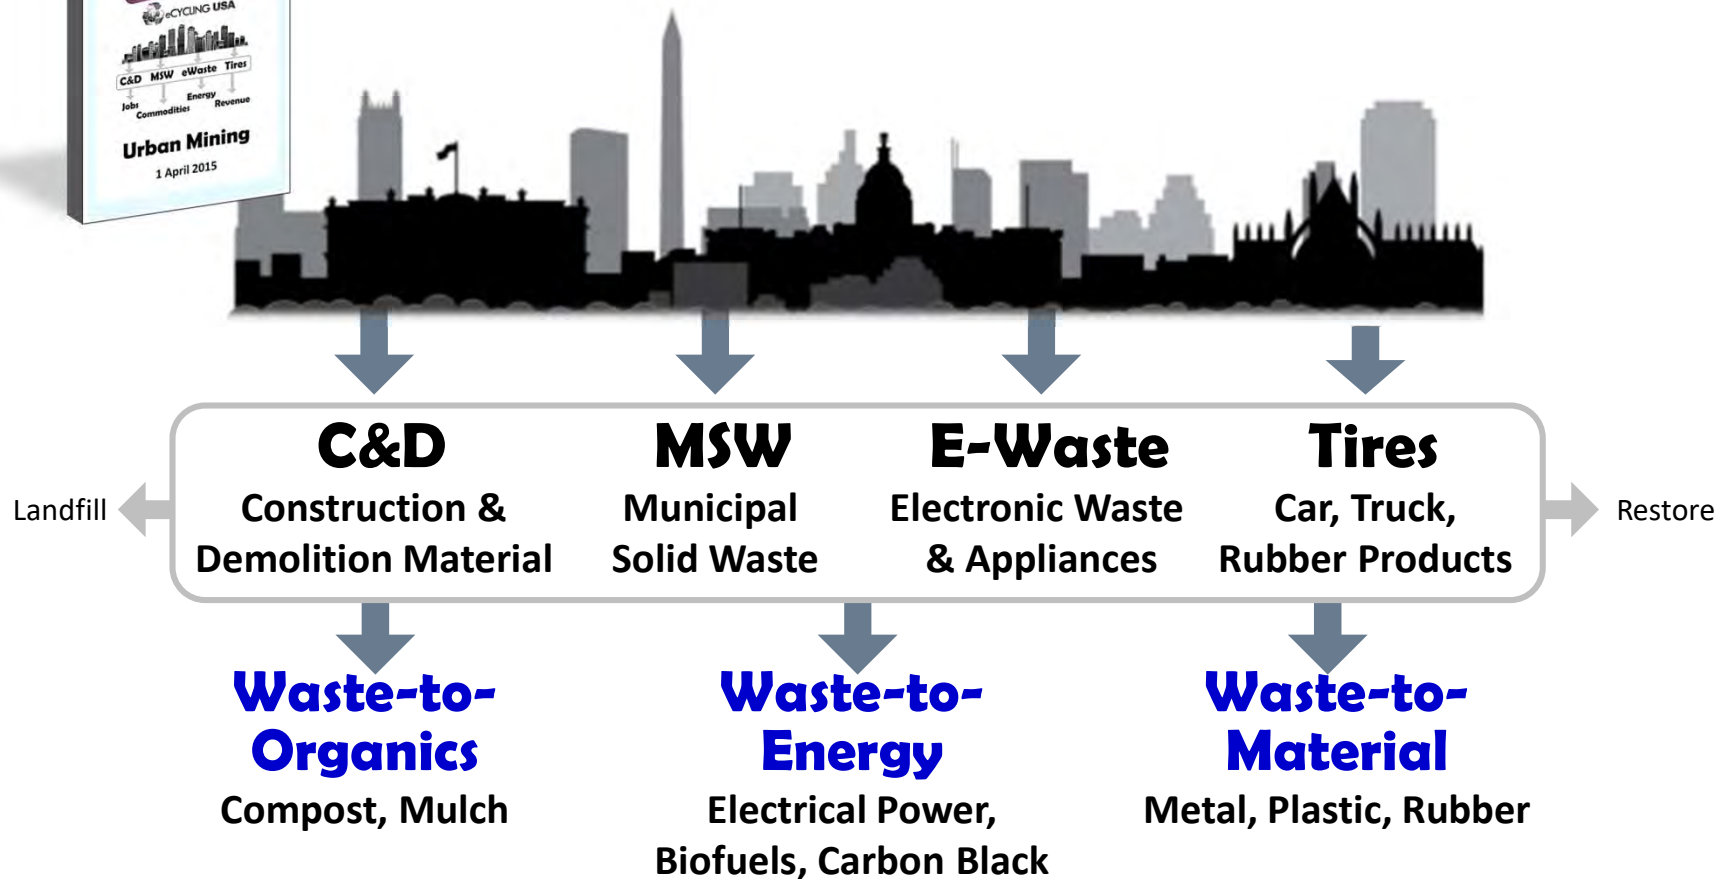 eCYCLING USA
C&D MSW eWaste Tires
Jobs
Commodities
Energy
Revenue
Urban Mining
1 April 2015
C&D
Construction &
Demolition Material
MSW
Municipal
Solid Waste
E-Waste
Electronic Waste
& Appliances
Tires
Car, Truck,
Rubber Products
Landfill
Restore
Waste-to-
Organics
Compost, Mulch
Waste-to-
Energy
Electrical Power,
Biofuels, Carbon Black
Waste-to-
Material
Metal, Plastic, Rubber